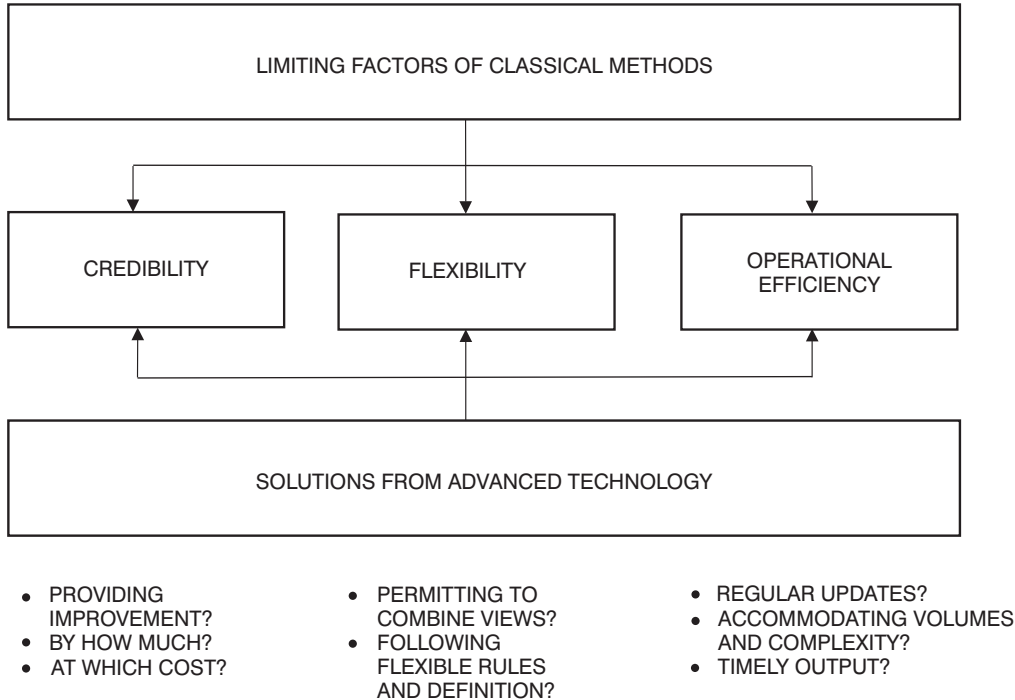 LIMITING FACTORS OF CLASSICAL METHODS
CREDIBILITY
FLEXIBILITY
OPERATIONAL
EFFICIENCY
SOLUTIONS FROM ADVANCED TECHNOLOGY
• PROVIDING
IMPROVEMENT?
• BY HOW MUCH?
• AT WHICH COST?
• PERMITTING TO
COMBINE VIEWS?
• FOLLOWING
FLEXIBLE RULES
AND DEFINITION?
• REGULAR UPDATES?
• ACCOMMODATING VOLUMES
AND COMPLEXITY?
• TIMELY OUTPUT?